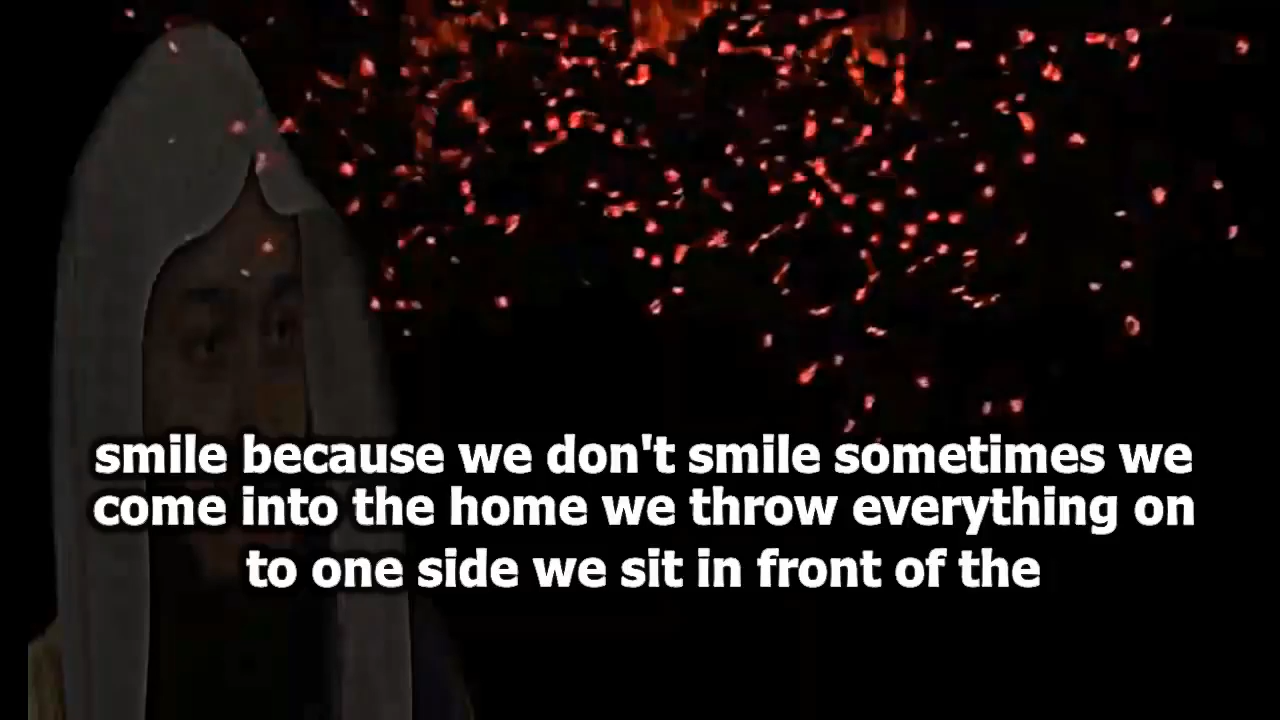 smile because we don't smile sometimes we
come into the home we throw everything on
to one side we sit in front of the